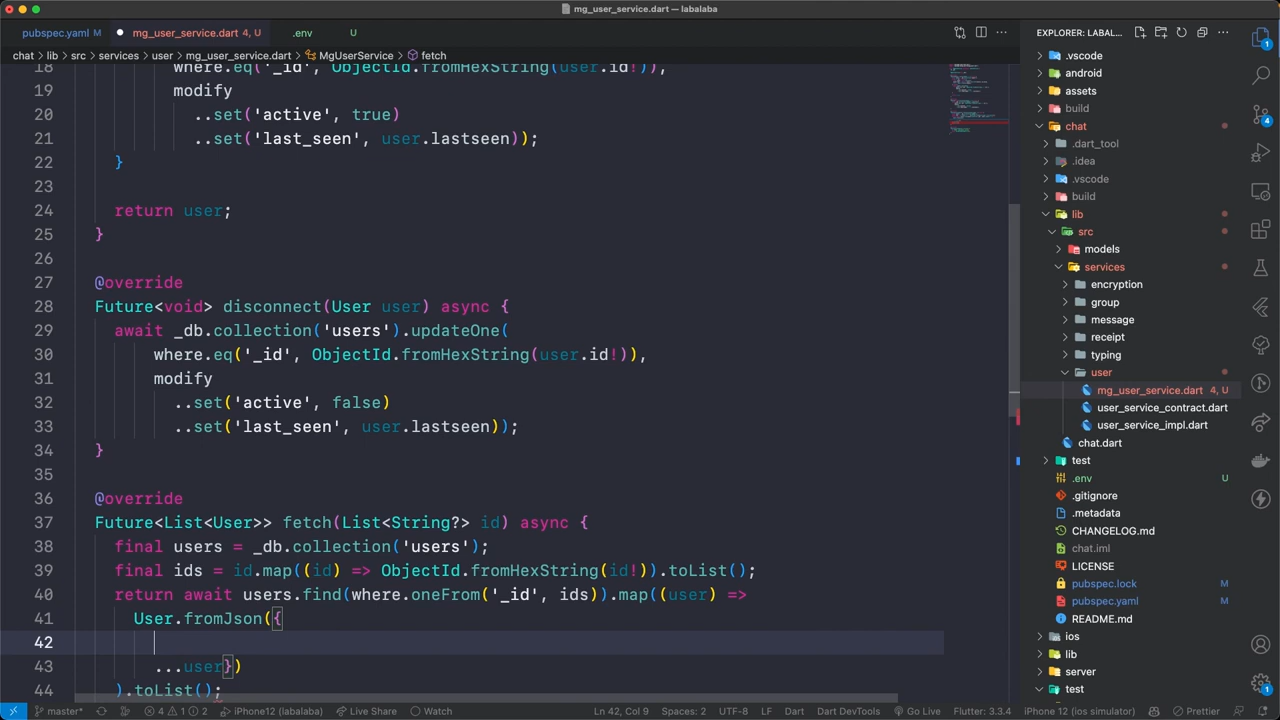 mg_user_service.dart — labalaba
pubspec.yaml M
mg_user_service.dart 4, U
.env U
chat > lib > src > services > user > mg_user_service.dart > MgUserService > fetch
18 where.eq('_id', ObjectId.fromHexString(user.id!)),
19 modify
20 ..set('active', true)
21 ..set('last_seen', user.lastseen));
22 }
23
24 return user;
25 }
26
27 @override
28 Future<void> disconnect(User user) async {
29 await _db.collection('users').updateOne(
30 where.eq('_id', ObjectId.fromHexString(user.id!)),
31 modify
32 ..set('active', false)
33 ..set('last_seen', user.lastseen));
34 }
35
36 @override
37 Future<List<User>> fetch(List<String?> id) async {
38 final users = _db.collection('users');
39 final ids = id.map((id) => ObjectId.fromHexString(id!)).toList();
40 return await users.find(where.oneFrom('_id', ids)).map((user) =>
41 User.fromJson({
42
43 ...user})
44 ).toList();
EXPLORER: LABAL...
.vscode
android
assets
build
chat
.dart_tool
.idea
.vscode
build
lib
src
models
services
encryption
group
message
receipt
typing
user
mg_user_service.dart 4, U
user_service_contract.dart
user_service_impl.dart
chat.dart
test
.env U
.gitignore
.metadata
CHANGELOG.md
chat.iml
LICENSE
pubspec.lock M
pubspec.yaml M
README.md
ios
lib
server
test
1
4
1
master* 4 1 2 iPhone12 (labalaba) Live Share Watch Ln 42, Col 9 Spaces: 2 UTF-8 LF Dart Dart DevTools Go Live Flutter: 3.3.4 iPhone 12 (ios simulator) Prettier